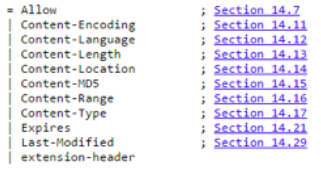 = Allow ; Section 14.7
| Content-Encoding ; Section 14.11
| Content-Language ; Section 14.12
| Content-Length ; Section 14.13
| Content-Location ; Section 14.14
| Content-MD5 ; Section 14.15
| Content-Range ; Section 14.16
| Content-Type ; Section 14.17
| Expires ; Section 14.21
| Last-Modified ; Section 14.29
| extension-header